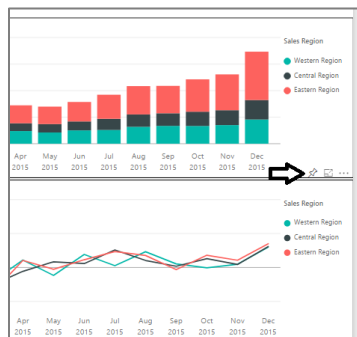 Sales Region
Western Region
Central Region
Eastern Region
Apr May Jun Jul Aug Sep Oct Nov Dec
2015 2015 2015 2015 2015 2015 2015 2015 2015
Sales Region
Western Region
Central Region
Eastern Region
Apr May Jun Jul Aug Sep Oct Nov Dec
2015 2015 2015 2015 2015 2015 2015 2015 2015